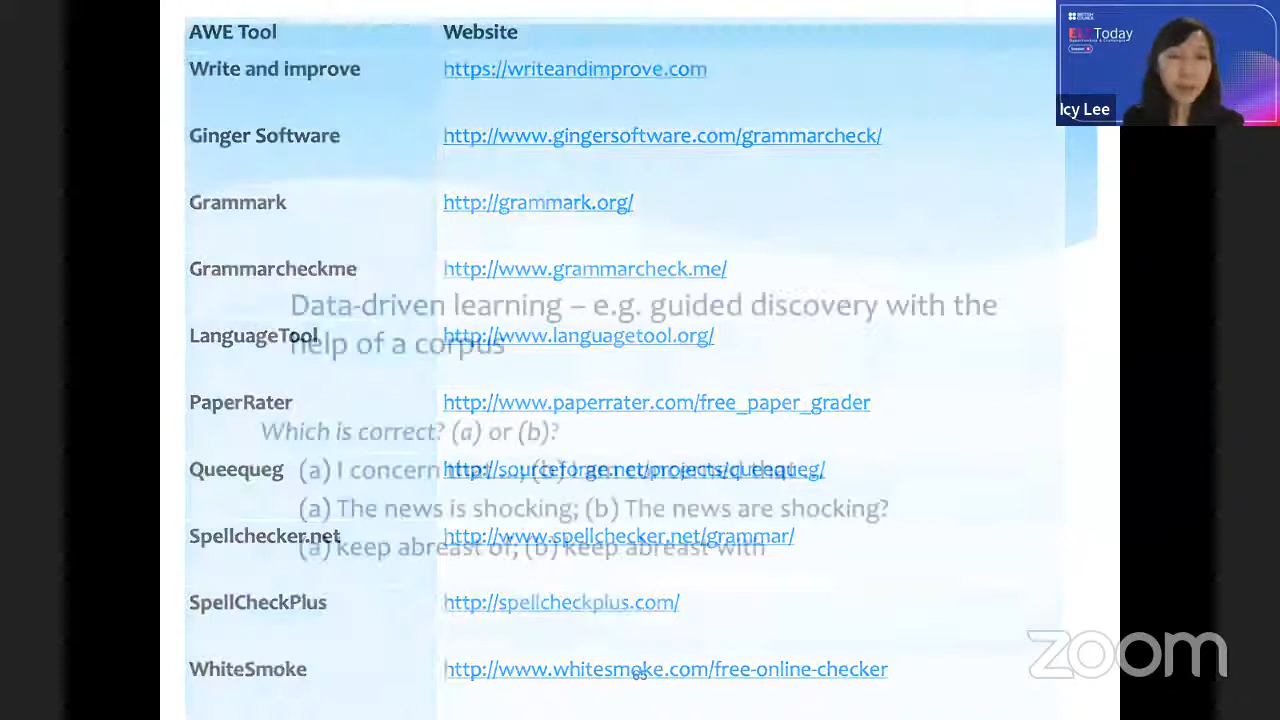 AWE Tool Website
Write and improve https://writeandimprove.com
Ginger Software http://www.gingersoftware.com/grammarcheck/
Grammark http://grammark.org/
Grammarcheckme http://www.grammarcheck.me/
Data-driven learning – e.g. guided discovery with the
LanguageTool http://www.languagetool.org/
help of a corpus
PaperRater http://www.paperrater.com/free_paper_grader
Which is correct? (a) or (b)?
Queequeg http://sourceforge.net/projects/queequeg/
(a) I concern
(a) The news is shocking; (b) The news are shocking?
Spellchecker.net http://www.spellchecker.net/grammar/
(a) keep abreast of; (b) keep abreast with
SpellCheckPlus http://spellcheckplus.com/
WhiteSmoke http://www.whitesmoke.com/free-online-checker
65
BRITISH COUNCIL
ELT Today
Icy Lee
zoom